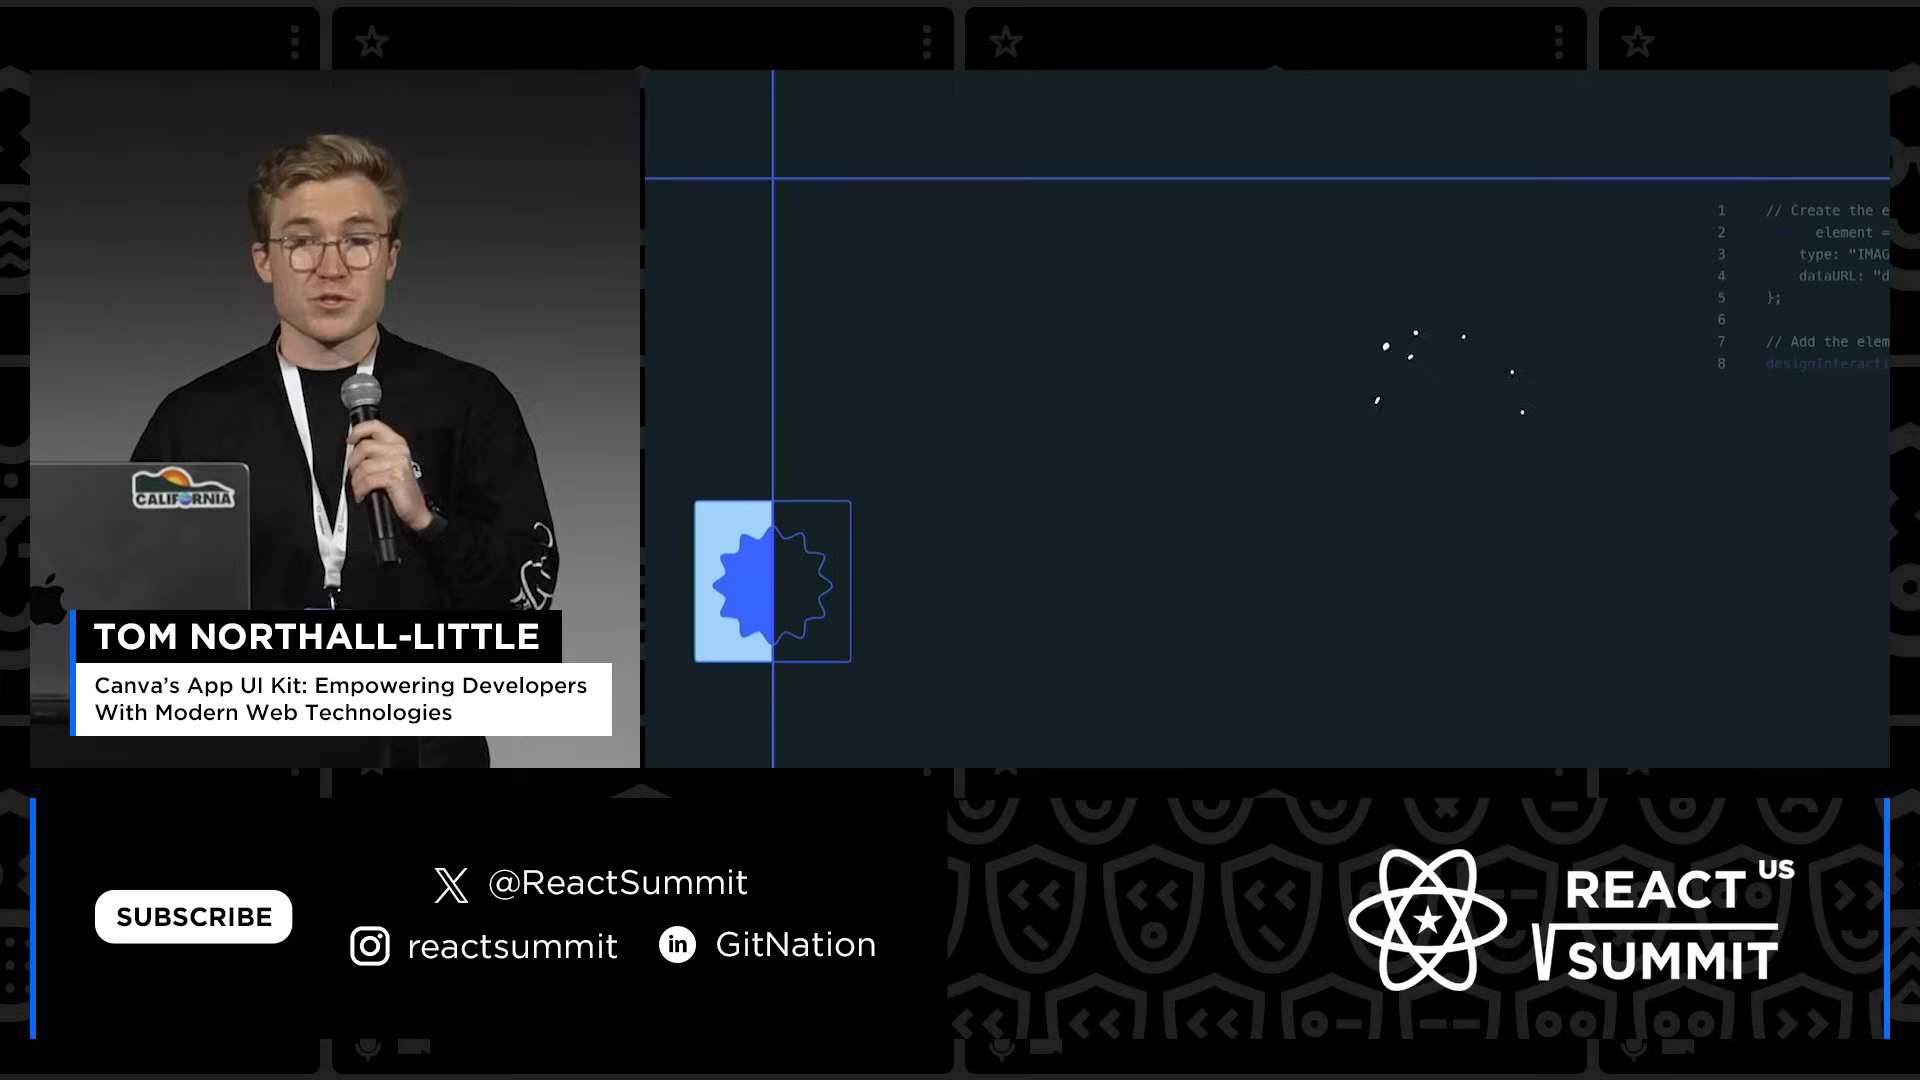 CALIFORNIA
TOM NORTHALL-LITTLE
Canva’s App UI Kit: Empowering Developers
With Modern Web Technologies
1 // Create the e
2 element =
3 type: "IMAG
4 dataURL: "d
5 };
6
7 // Add the elem
8 designInteracti
SUBSCRIBE
@ReactSummit
reactsummit
in GitNation
REACT US
SUMMIT